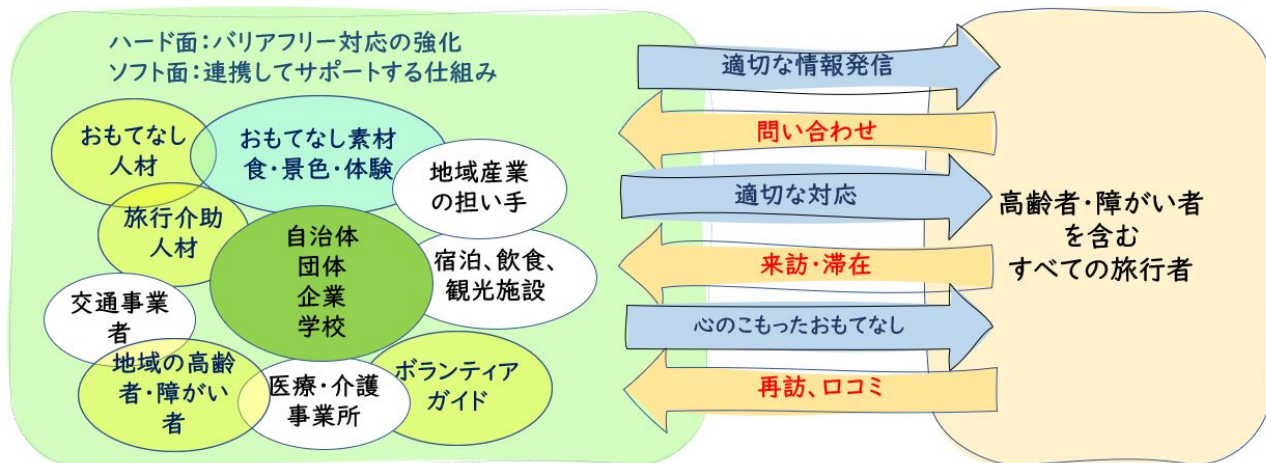 ハード面：バリアフリー対応の強化
ソフト面：連携してサポートする仕組み
おもてなし
人材
おもてなし素材
食・景色・体験
地域産業
の担い手
旅行介助
人材
自治体
団体
企業
学校
宿泊、飲食、
観光施設
交通事業
者
地域の高齢
者・障がい
者
医療・介護
事業所
ボランティア
ガイド
適切な情報発信
問い合わせ
適切な対応
来訪・滞在
心のこもったおもてなし
再訪、口コミ
高齢者・障がい者
を含む
すべての旅行者